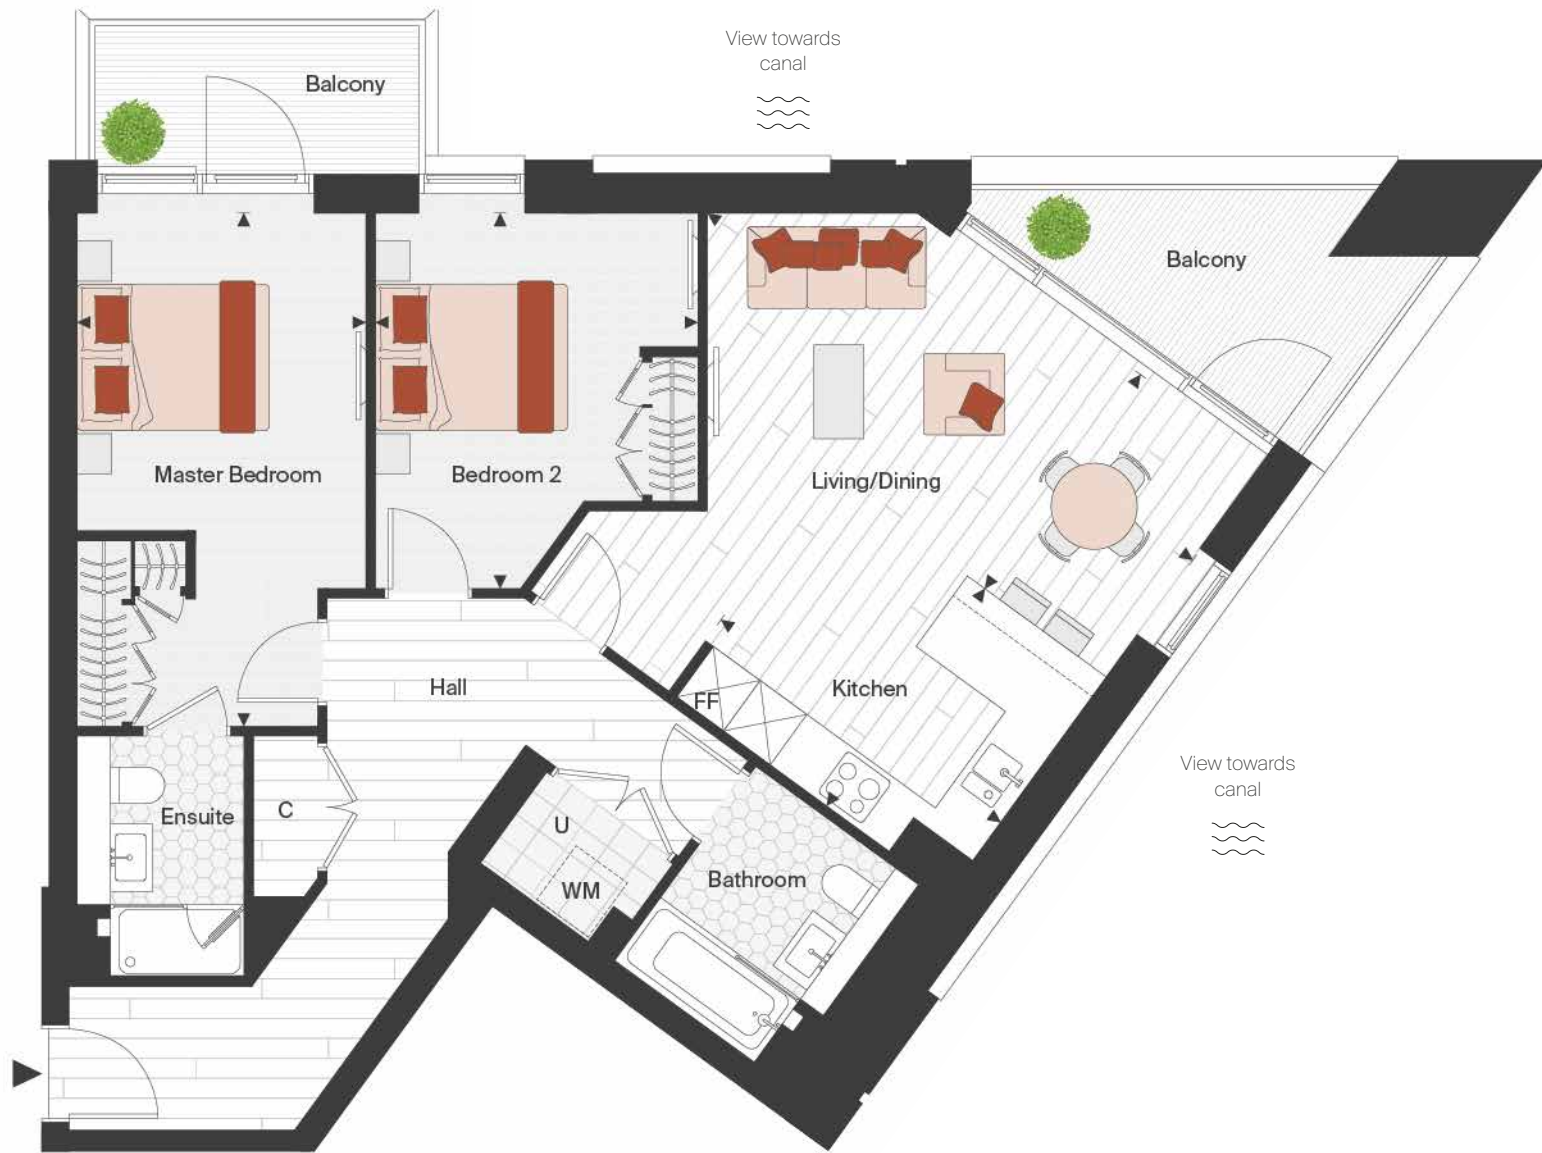 View towards
canal
Balcony
Balcony
Master Bedroom
Bedroom 2
Living/Dining
Hall
FF
Kitchen
View towards
canal
Ensuite
C
U
WM
Bathroom